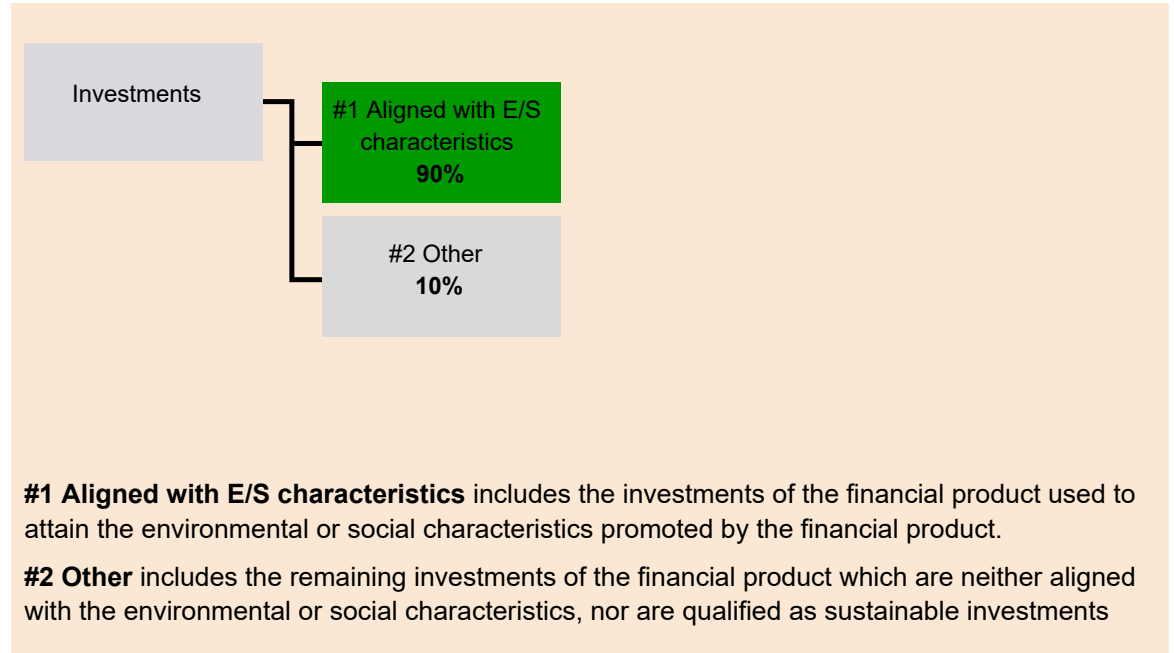 Investments
#1 Aligned with E/S
characteristics
90%
#2 Other
10%
#1 Aligned with E/S characteristics includes the investments of the financial product used to
attain the environmental or social characteristics promoted by the financial product.
#2 Other includes the remaining investments of the financial product which are neither aligned
with the environmental or social characteristics, nor are qualified as sustainable investments